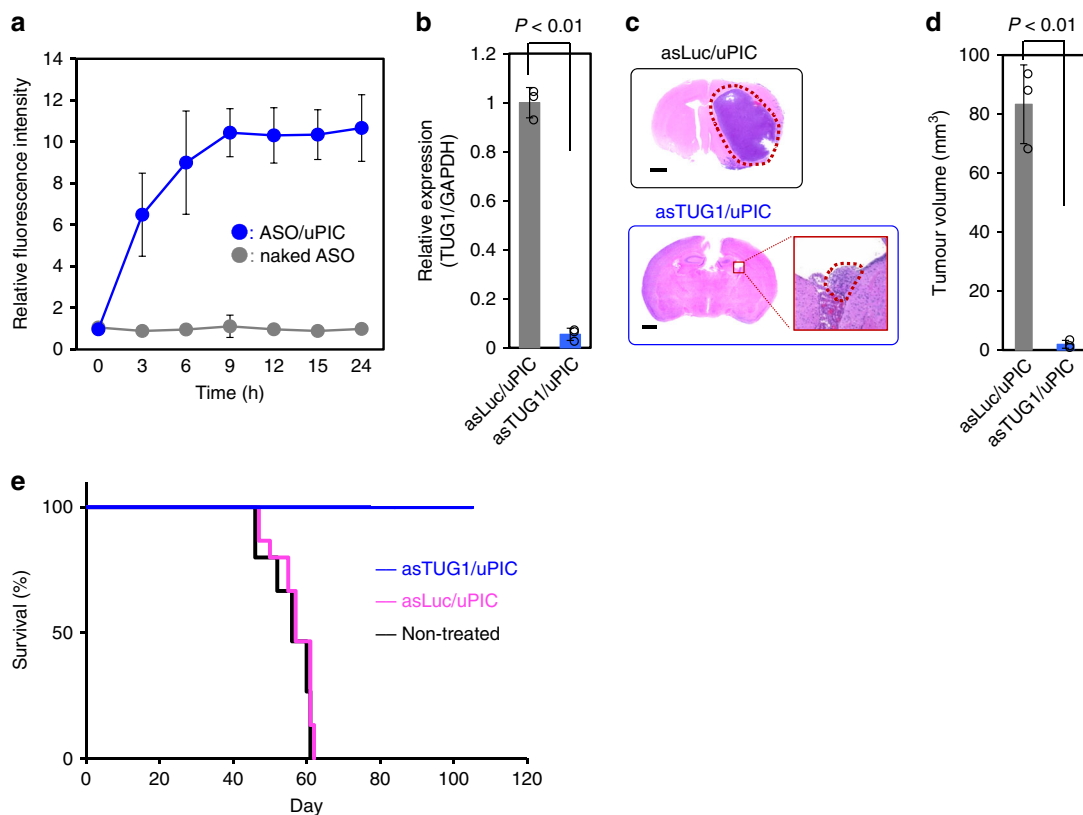 a
Relative fluorescence intensity
14
12
10
8
6
4
2
0
0 3 6 9 12 15 24
Time (h)
: ASO/uPIC
: naked ASO
b
P < 0.01
Relative expression
(TUG1/GAPDH)
1.2
1
0.8
0.6
0.4
0.2
0
asLuc/uPIC
asTUG1/uPIC
c
asLuc/uPIC
asTUG1/uPIC
d
P < 0.01
Tumour volume (mm³)
100
80
60
40
20
0
asLuc/uPIC
asTUG1/uPIC
e
Survival (%)
100
50
0
0 20 40 60 80 100 120
Day
asTUG1/uPIC
asLuc/uPIC
Non-treated